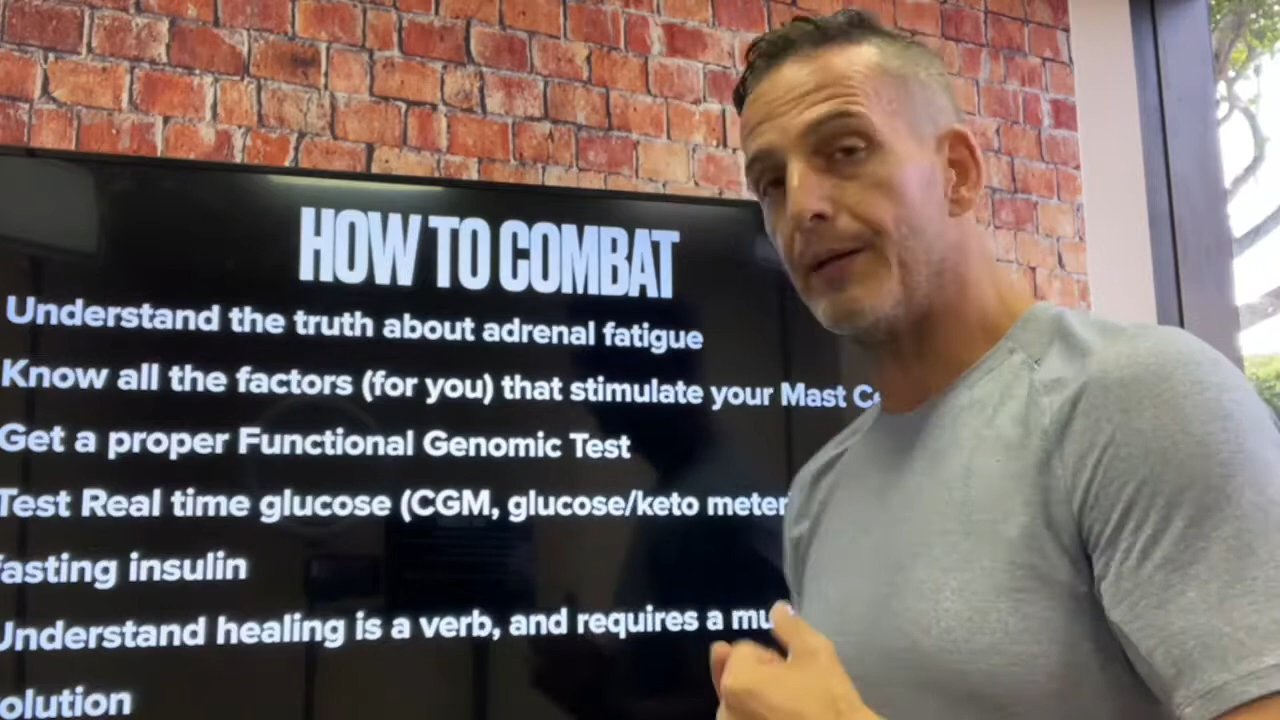 HOW TO COMBAT
Understand the truth about adrenal fatigue
Know all the factors (for you) that stimulate your Mast
Get a proper Functional Genomic Test
Test Real time glucose (CGM, glucose/keto meter
fasting insulin
Understand healing is a verb, and requires a
olution